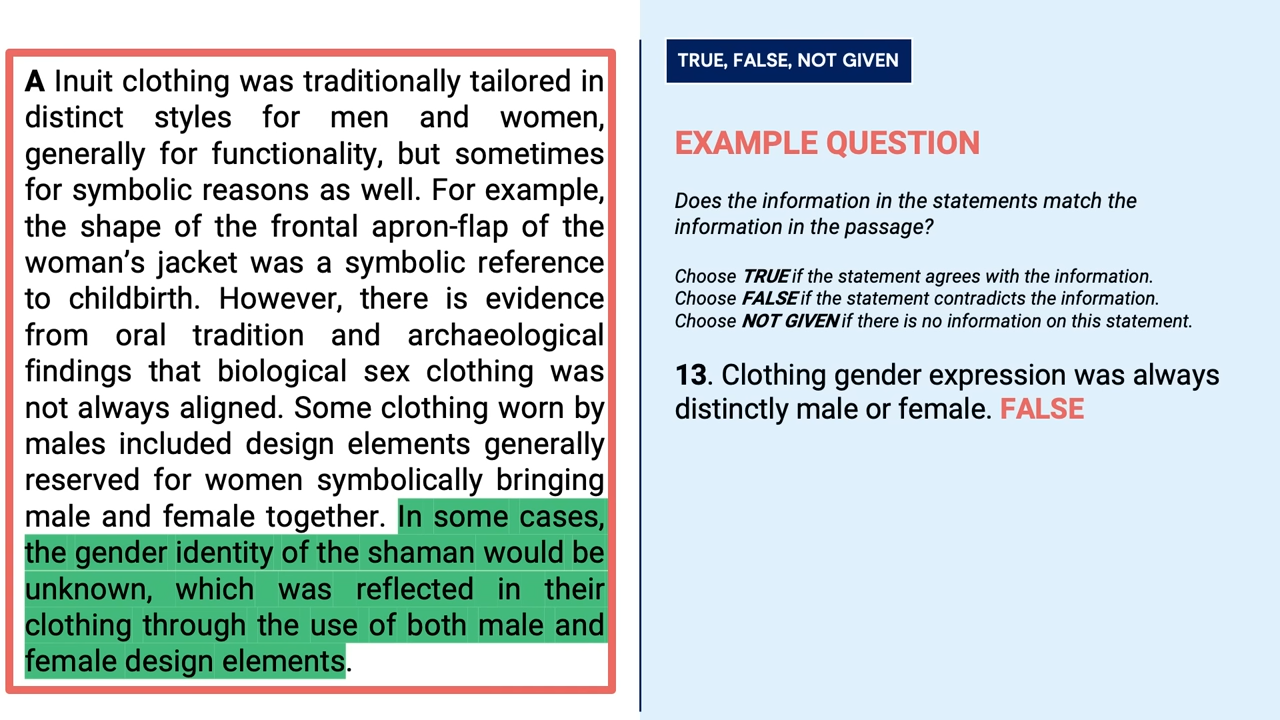 A Inuit clothing was traditionally tailored in
distinct styles for men and women,
generally for functionality, but sometimes
for symbolic reasons as well. For example,
the shape of the frontal apron-flap of the
woman’s jacket was a symbolic reference
to childbirth. However, there is evidence
from oral tradition and archaeological
findings that biological sex clothing was
not always aligned. Some clothing worn by
males included design elements generally
reserved for women symbolically bringing
male and female together. In some cases,
the gender identity of the shaman would be
unknown, which was reflected in their
clothing through the use of both male and
female design elements.
TRUE, FALSE, NOT GIVEN
EXAMPLE QUESTION
Does the information in the statements match the
information in the passage?
Choose TRUE if the statement agrees with the information.
Choose FALSE if the statement contradicts the information.
Choose NOT GIVEN if there is no information on this statement.
13. Clothing gender expression was always
distinctly male or female. FALSE